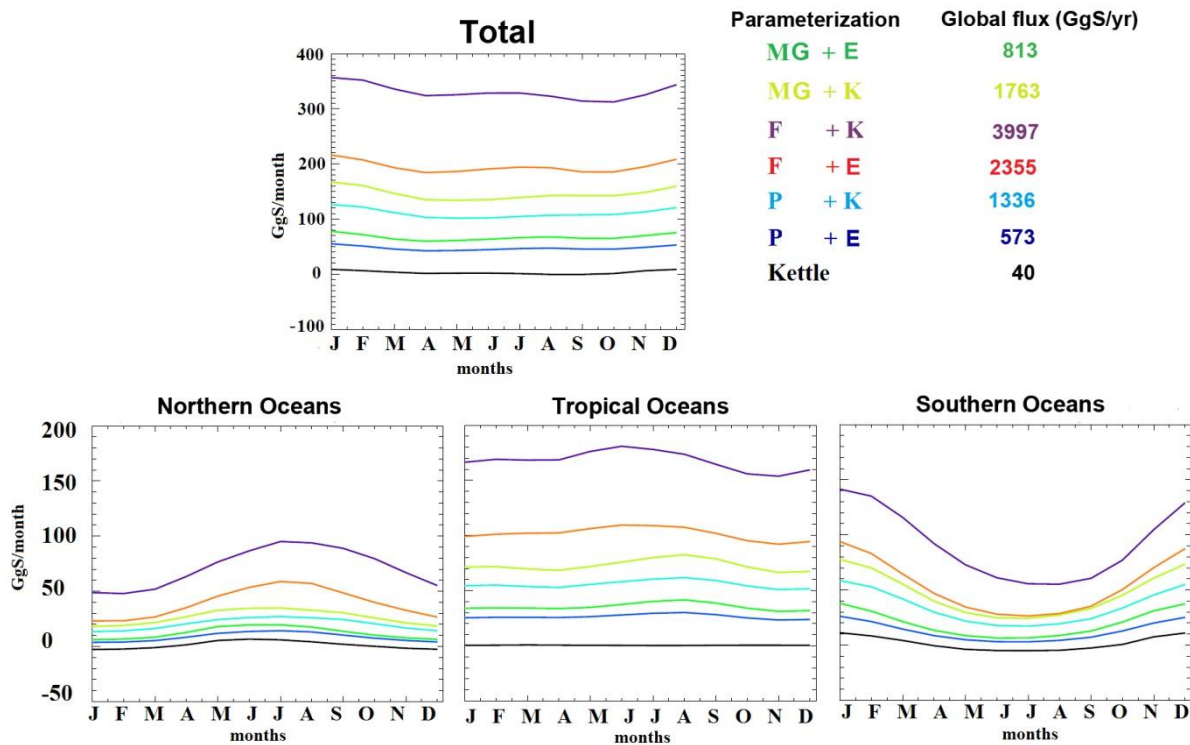 Total
400
300
200
100
0
-100
GgS/month
J F M A M J J A S O N D
months
Parameterization Global flux (GgS/yr)
MG + E 813
MG + K 1763
F + K 3997
F + E 2355
P + K 1336
P + E 573
Kettle 40
Northern Oceans
200
150
100
50
0
-50
GgS/month
J F M A M J J A S O N D
months
Tropical Oceans
J F M A M J J A S O N D
months
Southern Oceans
J F M A M J J A S O N D
months